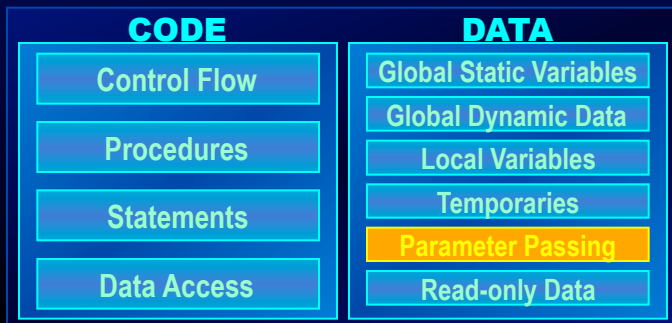 CODE
Control Flow
Procedures
Statements
Data Access
DATA
Global Static Variables
Global Dynamic Data
Local Variables
Temporaries
Parameter Passing
Read-only Data